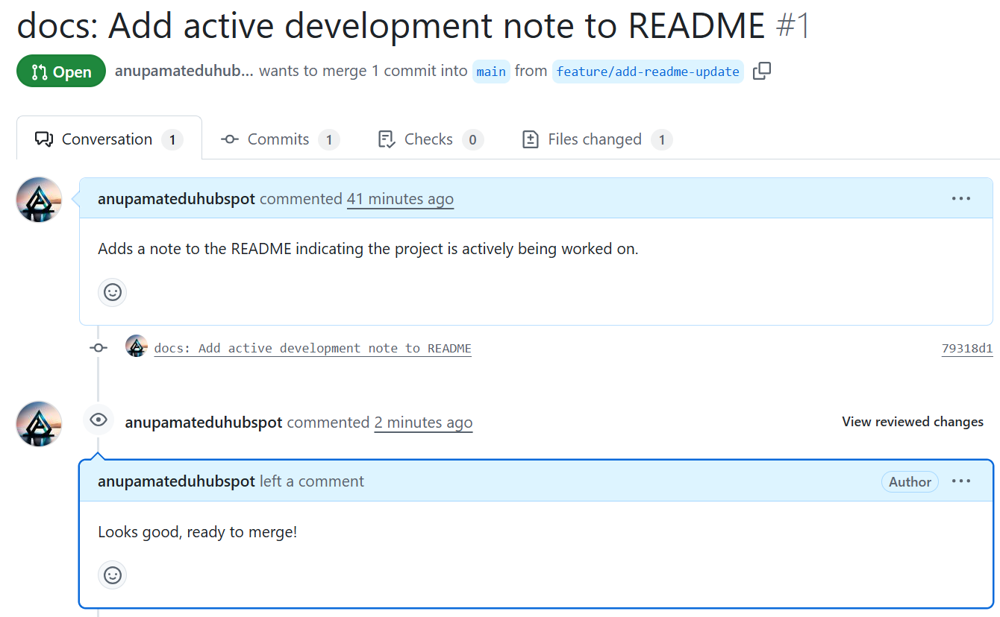 docs: Add active development note to README #1
Open anupamateduhub... wants to merge 1 commit into main from feature/add-readme-update
Conversation 1 Commits 1 Checks 0 Files changed 1
anupamateduhubspot commented 41 minutes ago
Adds a note to the README indicating the project is actively being worked on.
docs: Add active development note to README 79318d1
anupamateduhubspot commented 2 minutes ago View reviewed changes
anupamateduhubspot left a comment Author
Looks good, ready to merge!